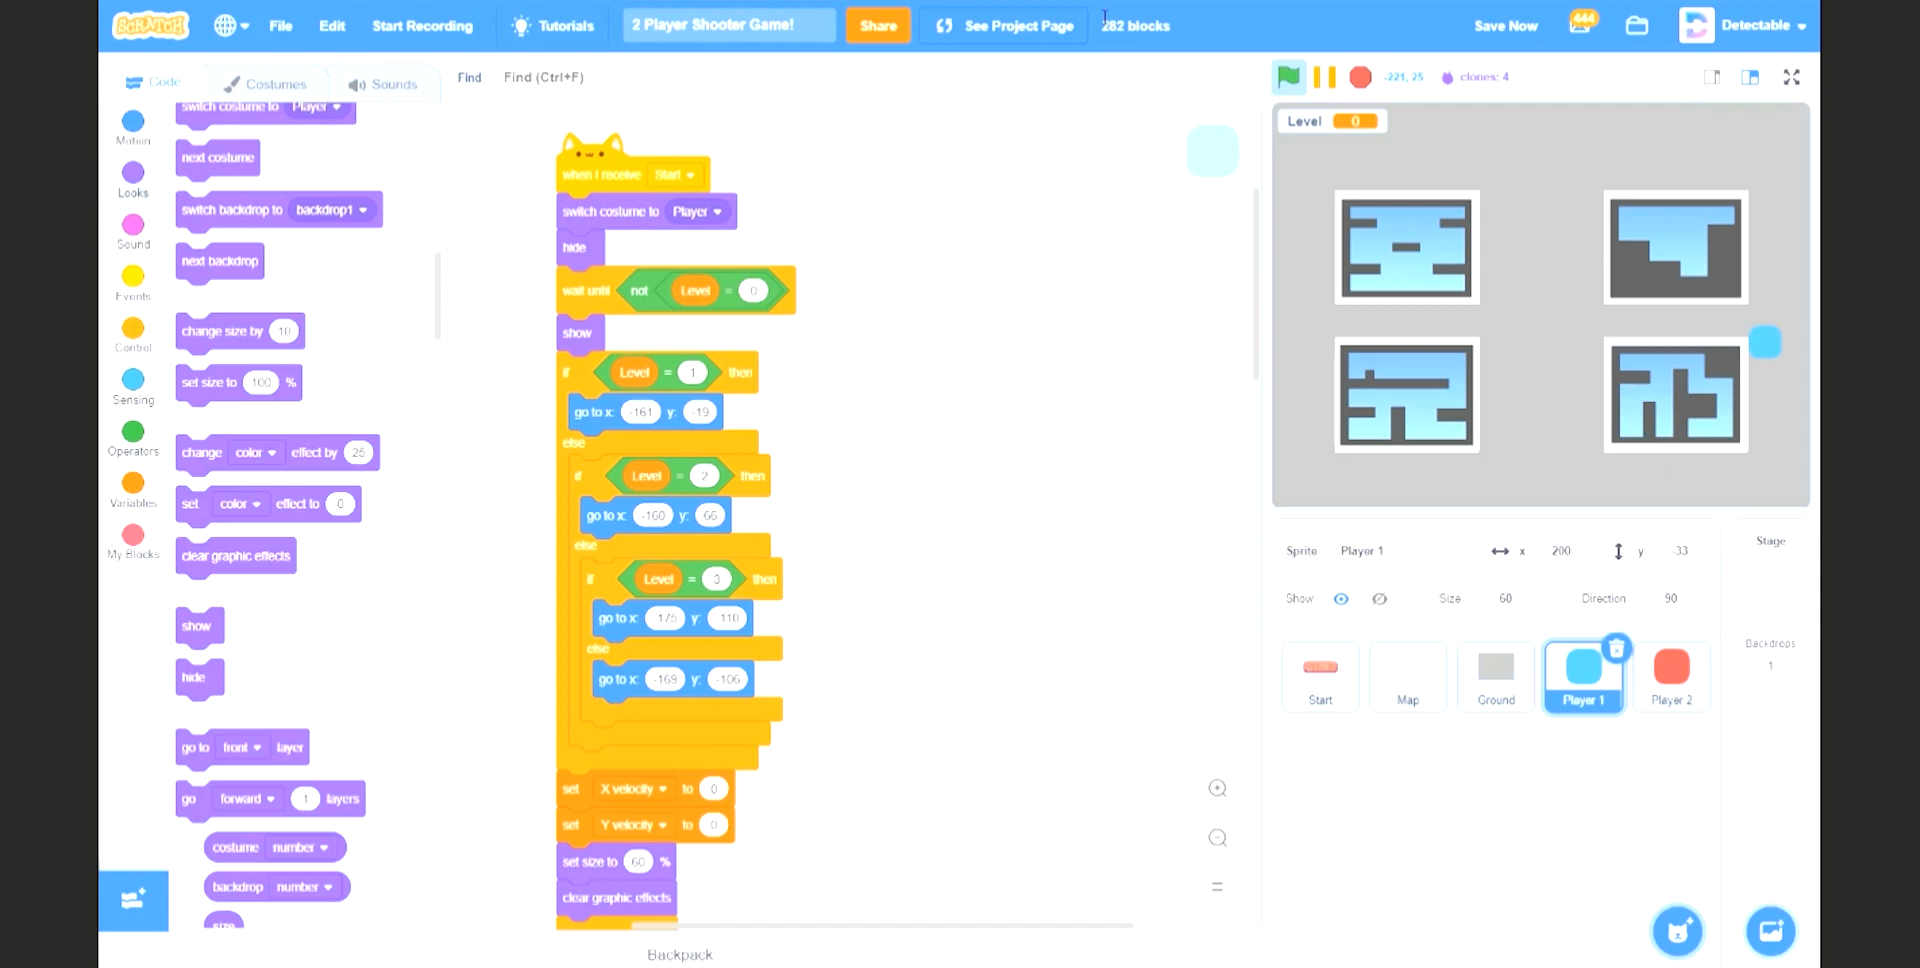 SCRATCH File Edit Start Recording Tutorials 2 Player Shooter Game! Share See Project Page 282 blocks Save Now 444 Detectable
Code Costumes Sounds Find Find (Ctrl+F) -221, 25 clones: 4
Motion
Looks
Sound
Events
Control
Sensing
Operators
Variables
My Blocks
switch costume to Player
next costume
switch backdrop to backdrop1
next backdrop
change size by 10
set size to 100 %
change color effect by 25
set color effect to 0
clear graphic effects
show
hide
go to front layer
go forward 1 layers
costume number
backdrop number
size
when I receive Start
switch costume to Player
hide
wait until not Level = 0
show
if Level = 1 then
go to x: -161 y: -19
else
if Level = 2 then
go to x: -160 y: 66
else
if Level = 3 then
go to x: 175 y: 110
else
go to x: -169 y: -106
set X velocity to 0
set Y velocity to 0
set size to 60 %
clear graphic effects
Backpack
Level 0
Sprite Player 1 x 200 y -33
Show Size 60 Direction 90
Start Map Ground Player 1 Player 2
Stage
Backdrops
1